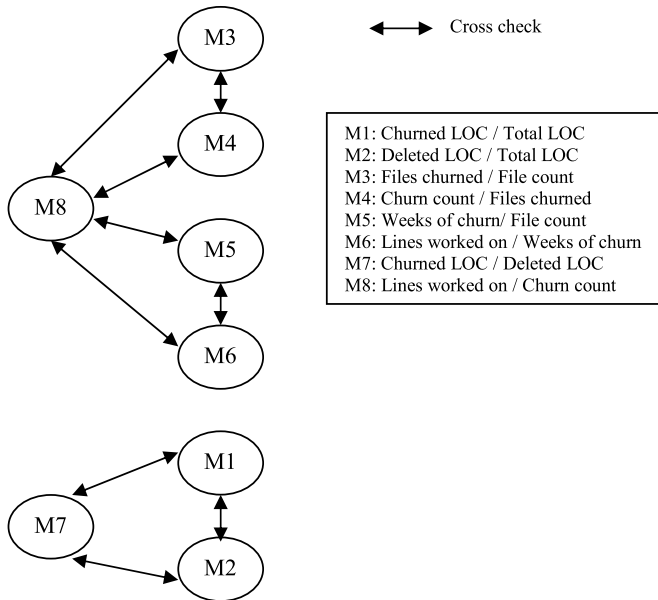 M3
Cross check
M4
M8
M5
M6
M1
M7
M2
M1: Churned LOC / Total LOC
M2: Deleted LOC / Total LOC
M3: Files churned / File count
M4: Churn count / Files churned
M5: Weeks of churn/ File count
M6: Lines worked on / Weeks of churn
M7: Churned LOC / Deleted LOC
M8: Lines worked on / Churn count